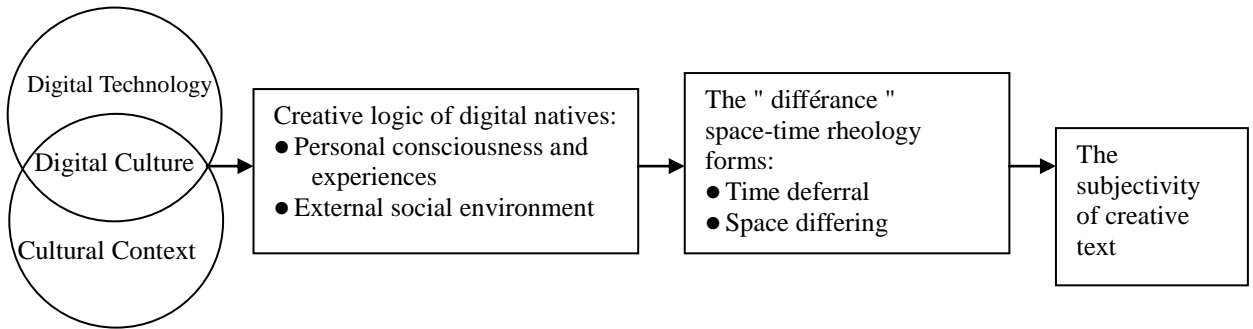 Digital Technology
Digital Culture
Cultural Context
Creative logic of digital natives:
● Personal consciousness and
experiences
● External social environment
The " différance "
space-time rheology
forms:
● Time deferral
● Space differing
The
subjectivity
of creative
text